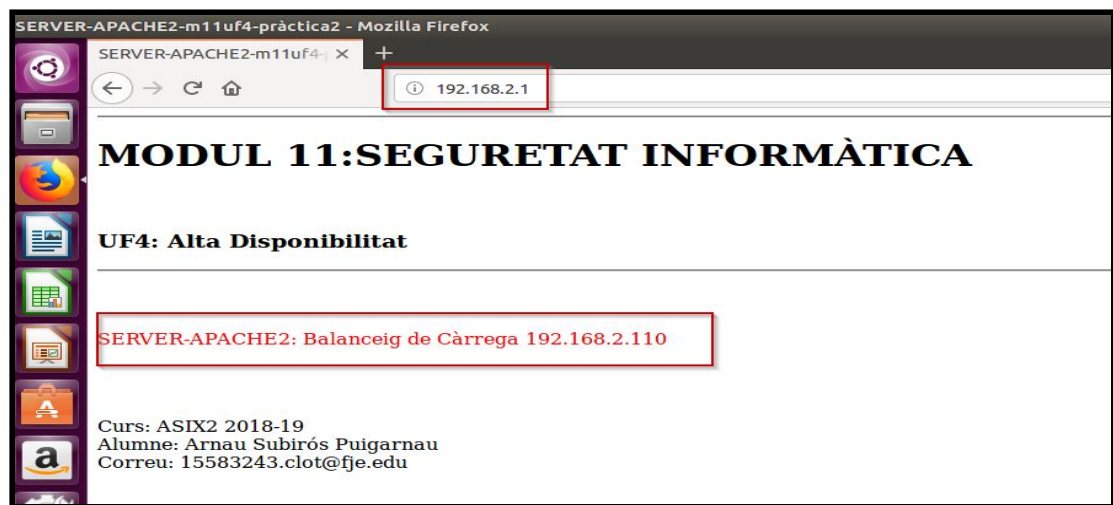 SERVER-APACHE2-m11uf4-pràctica2 - Mozilla Firefox
SERVER-APACHE2-m11uf4-
192.168.2.1
MODUL 11:SEGURETAT INFORMÀTICA
UF4: Alta Disponibilitat
SERVER-APACHE2: Balanceig de Càrrega 192.168.2.110
Curs: ASIX2 2018-19
Alumne: Arnau Subirós Puigarnau
Correu: 15583243.clot@fje.edu